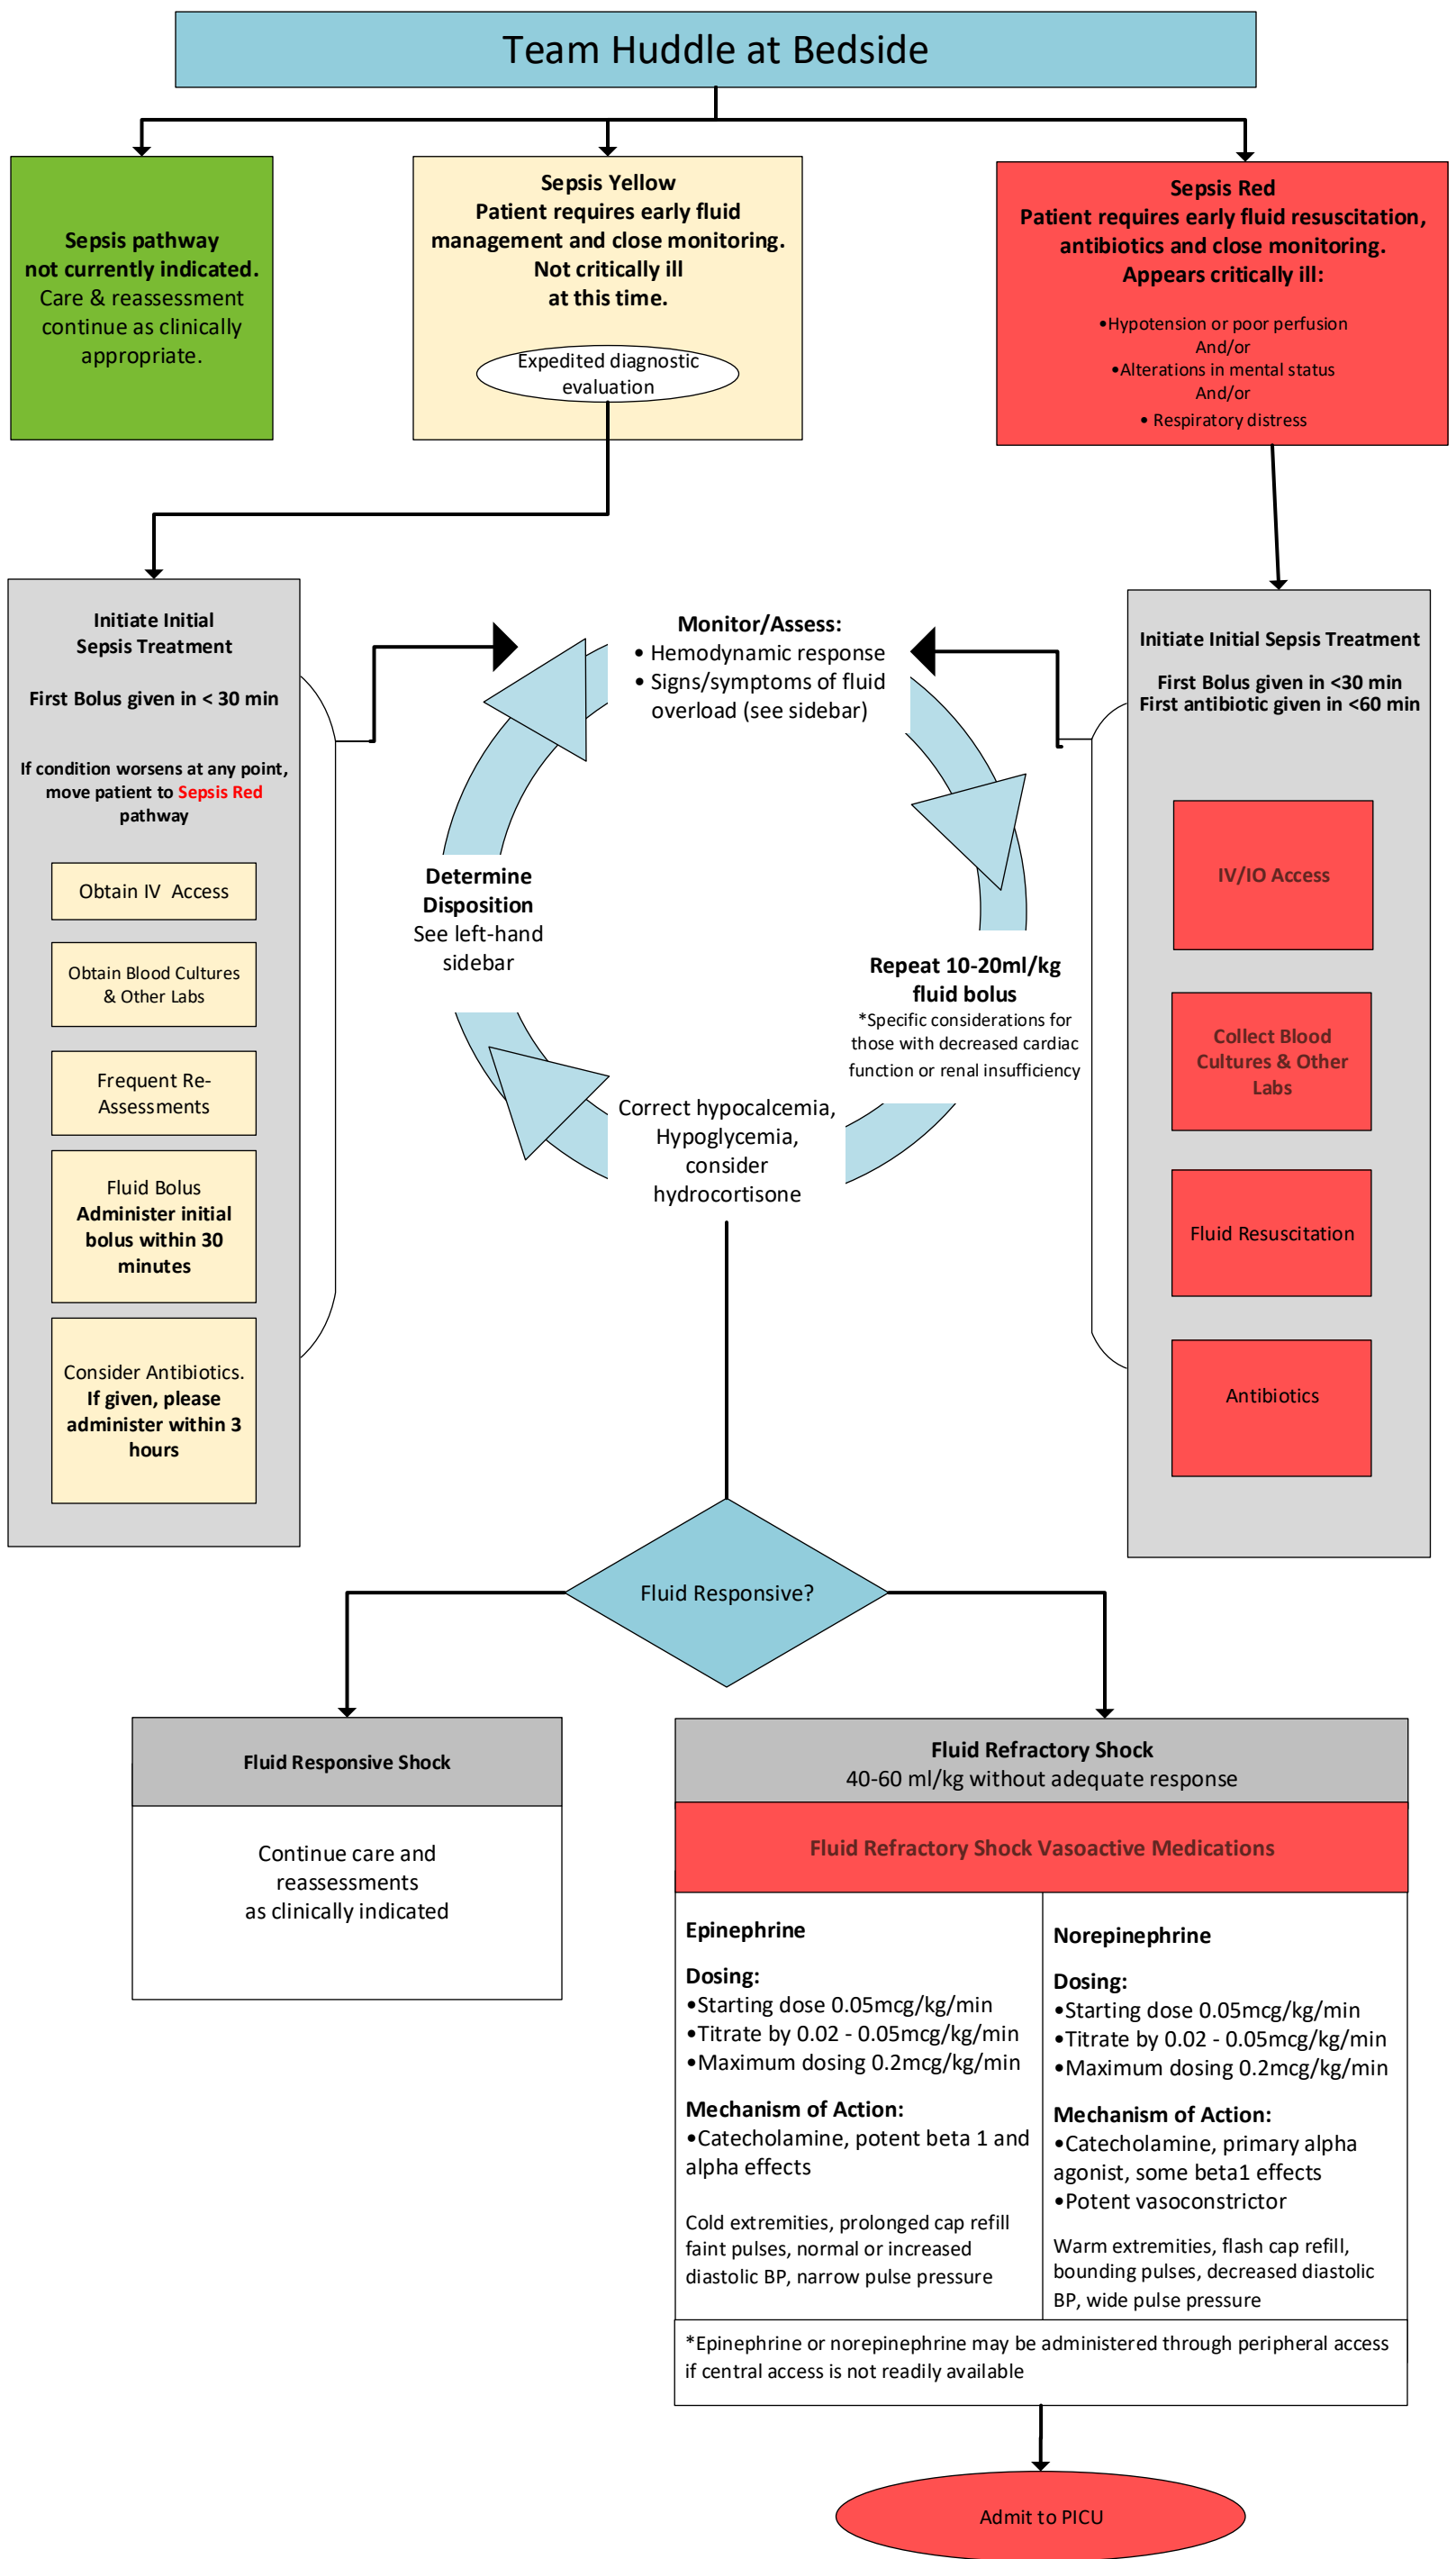 Team Huddle at Bedside
Sepsis pathway
not currently indicated.
Care & reassessment
continue as clinically
appropriate.
Sepsis Yellow
Patient requires early fluid
management and close monitoring.
Not critically ill
at this time.
Expedited diagnostic
evaluation
Sepsis Red
Patient requires early fluid resuscitation,
antibiotics and close monitoring.
Appears critically ill:
•Hypotension or poor perfusion
And/or
•Alterations in mental status
And/or
• Respiratory distress
Initiate Initial
Sepsis Treatment
First Bolus given in < 30 min
If condition worsens at any point,
move patient to Sepsis Red
pathway
Obtain IV  Access
Obtain Blood Cultures
& Other Labs
Frequent Re-
Assessments
Fluid Bolus
Administer initial
bolus within 30
minutes
Consider Antibiotics.
If given, please
administer within 3
hours
Monitor/Assess:
• Hemodynamic response
• Signs/symptoms of fluid
overload (see sidebar)
Determine
Disposition
See left-hand
sidebar
Repeat 10-20ml/kg
fluid bolus
*Specific considerations for
those with decreased cardiac
function or renal insufficiency
Correct hypocalcemia,
Hypoglycemia,
consider
hydrocortisone
Initiate Initial Sepsis Treatment
First Bolus given in <30 min
First antibiotic given in <60 min
IV/IO Access
Collect Blood
Cultures & Other
Labs
Fluid Resuscitation
Antibiotics
Fluid Responsive?
Fluid Responsive Shock
Continue care and
reassessments
as clinically indicated
Fluid Refractory Shock
40-60 ml/kg without adequate response
Fluid Refractory Shock Vasoactive Medications
Epinephrine
Dosing:
•Starting dose 0.05mcg/kg/min
•Titrate by 0.02 - 0.05mcg/kg/min
•Maximum dosing 0.2mcg/kg/min
Mechanism of Action:
•Catecholamine, potent beta 1 and
alpha effects
Cold extremities, prolonged cap refill
faint pulses, normal or increased
diastolic BP, narrow pulse pressure
Norepinephrine
Dosing:
•Starting dose 0.05mcg/kg/min
•Titrate by 0.02 - 0.05mcg/kg/min
•Maximum dosing 0.2mcg/kg/min
Mechanism of Action:
•Catecholamine, primary alpha
agonist, some beta1 effects
•Potent vasoconstrictor
Warm extremities, flash cap refill,
bounding pulses, decreased diastolic
BP, wide pulse pressure
*Epinephrine or norepinephrine may be administered through peripheral access
if central access is not readily available
Admit to PICU